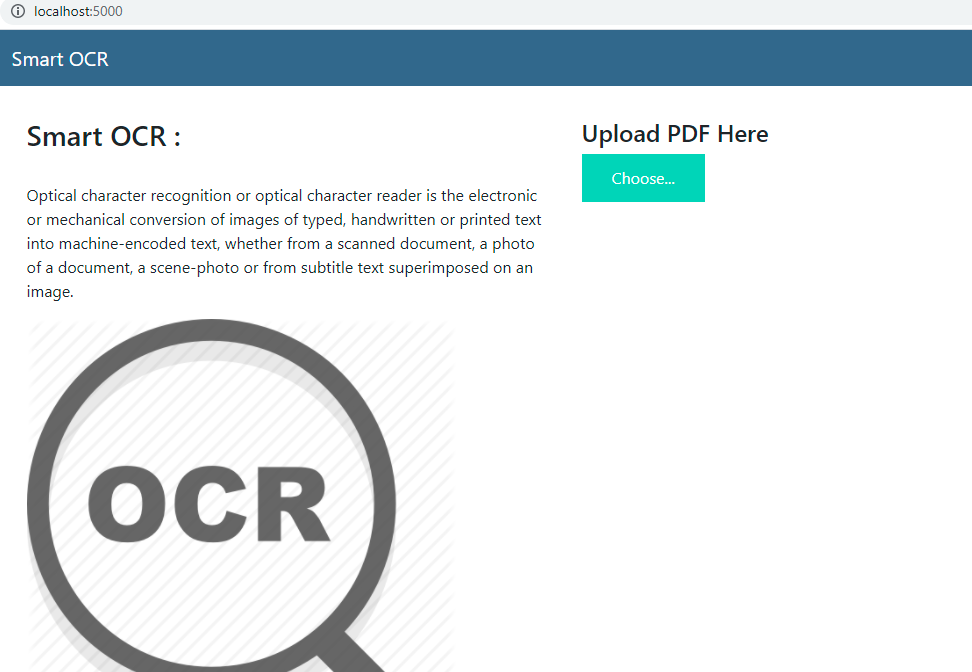 localhost:5000
Smart OCR
Smart OCR :
Optical character recognition or optical character reader is the electronic
or mechanical conversion of images of typed, handwritten or printed text
into machine-encoded text, whether from a scanned document, a photo
of a document, a scene-photo or from subtitle text superimposed on an
image.
OCR
Upload PDF Here
Choose...